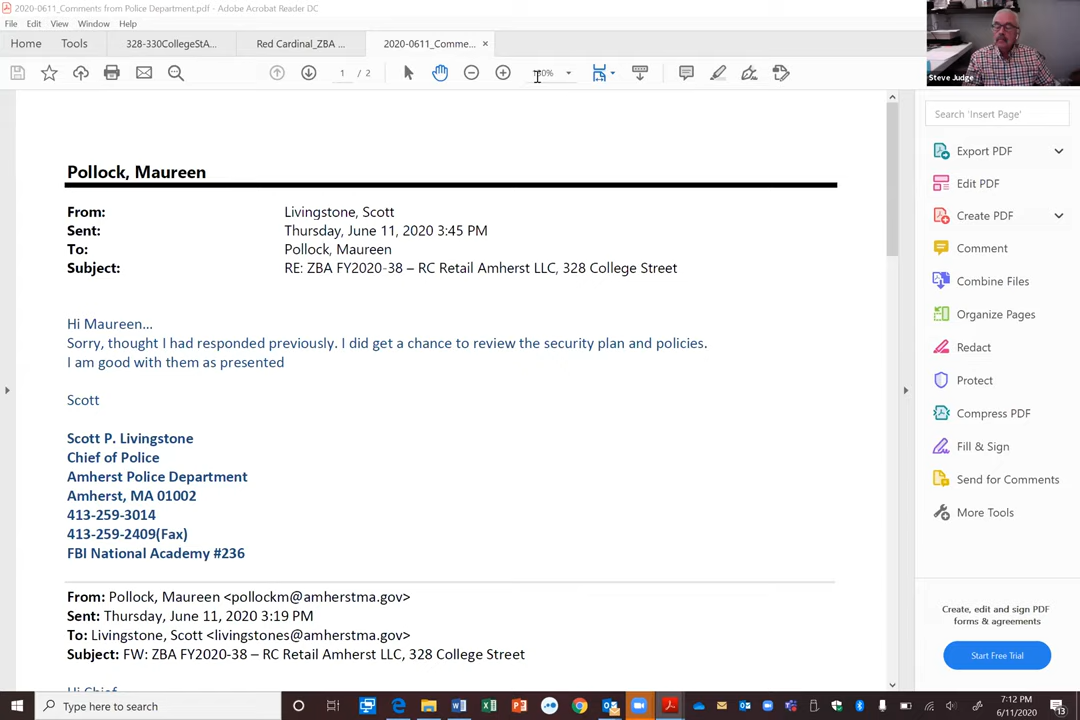 2020-0611_Comments from Police Department.pdf - Adobe Acrobat Reader DC
File Edit View Window Help
Home Tools 328-330CollegeStA... Red Cardinal_ZBA ... 2020-0611_Comme... ×
1 / 2
Steve Judge
Search 'Insert Page'
Export PDF
Edit PDF
Create PDF
Comment
Combine Files
Organize Pages
Redact
Protect
Compress PDF
Fill & Sign
Send for Comments
More Tools
Create, edit and sign PDF
forms & agreements
Start Free Trial
Pollock, Maureen
From: Livingstone, Scott
Sent: Thursday, June 11, 2020 3:45 PM
To: Pollock, Maureen
Subject: RE: ZBA FY2020-38 – RC Retail Amherst LLC, 328 College Street
Hi Maureen...
Sorry, thought I had responded previously. I did get a chance to review the security plan and policies.
I am good with them as presented
Scott
Scott P. Livingstone
Chief of Police
Amherst Police Department
Amherst, MA 01002
413-259-3014
413-259-2409(Fax)
FBI National Academy #236
From: Pollock, Maureen <pollockm@amherstma.gov>
Sent: Thursday, June 11, 2020 3:19 PM
To: Livingstone, Scott <livingstones@amherstma.gov>
Subject: FW: ZBA FY2020-38 – RC Retail Amherst LLC, 328 College Street
Hi Chief
Type here to search
7:12 PM
6/11/2020
13